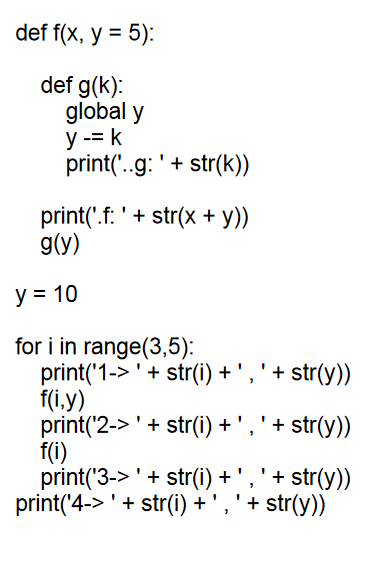 def f(x, y = 5):
def g(k):
global y
y -= k
print('..g: ' + str(k))
print('.f: ' + str(x + y))
g(y)
y = 10
for i in range(3,5):
print('1-> ' + str(i) + ' , ' + str(y))
f(i,y)
print('2-> ' + str(i) + ' , ' + str(y))
f(i)
print('3-> ' + str(i) + ' , ' + str(y))
print('4-> ' + str(i) + ' , ' + str(y))